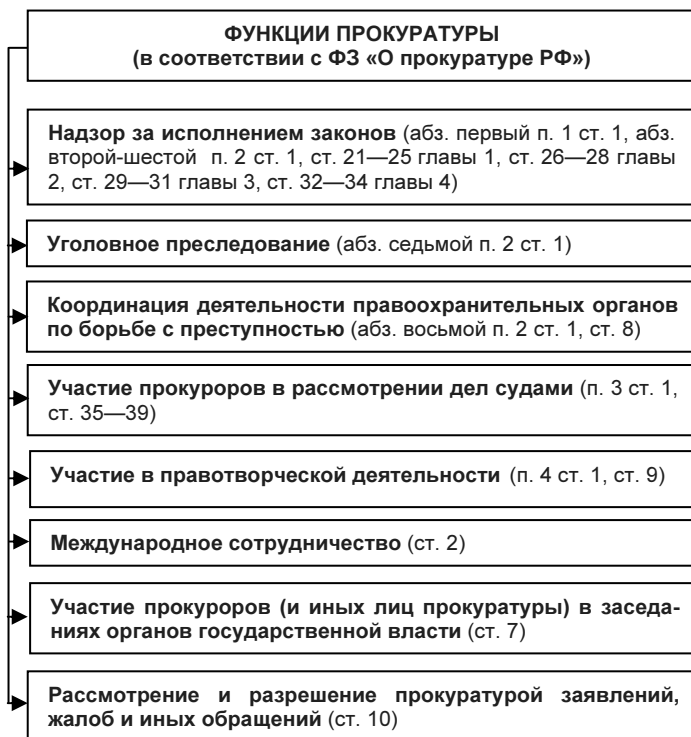 ФУНКЦИИ ПРОКУРАТУРЫ
(в соответствии с ФЗ «О прокуратуре РФ»)
Надзор за исполнением законов (абз. первый п. 1 ст. 1, абз.
второй-шестой п. 2 ст. 1, ст. 21—25 главы 1, ст. 26—28 главы
2, ст. 29—31 главы 3, ст. 32—34 главы 4)
Уголовное преследование (абз. седьмой п. 2 ст. 1)
Координация деятельности правоохранительных органов
по борьбе с преступностью (абз. восьмой п. 2 ст. 1, ст. 8)
Участие прокуроров в рассмотрении дел судами (п. 3 ст. 1,
ст. 35—39)
Участие в правотворческой деятельности (п. 4 ст. 1, ст. 9)
Международное сотрудничество (ст. 2)
Участие прокуроров (и иных лиц прокуратуры) в заседа-
ниях органов государственной власти (ст. 7)
Рассмотрение и разрешение прокуратурой заявлений,
жалоб и иных обращений (ст. 10)